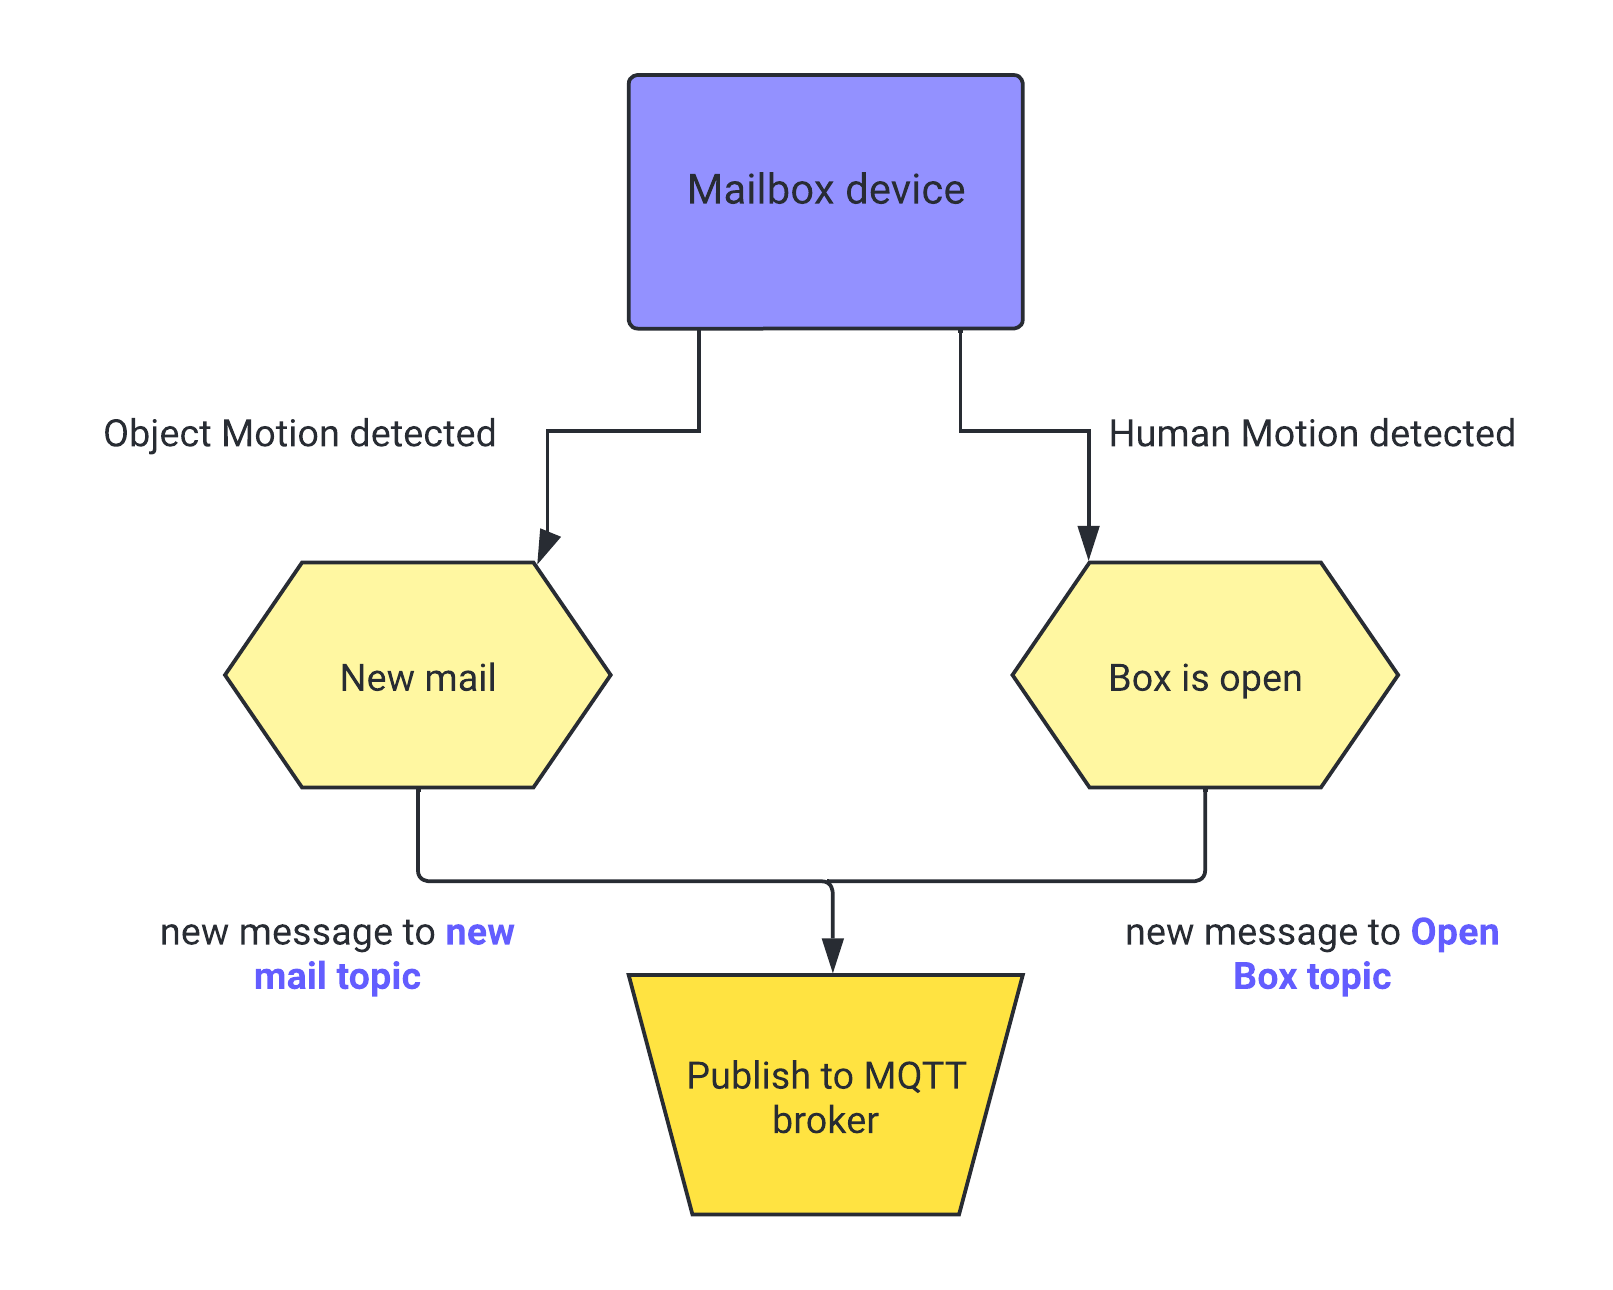 Mailbox device
Object Motion detected
Human Motion detected
New mail
Box is open
new message to new
mail topic
new message to Open
Box topic
Publish to MQTT
broker